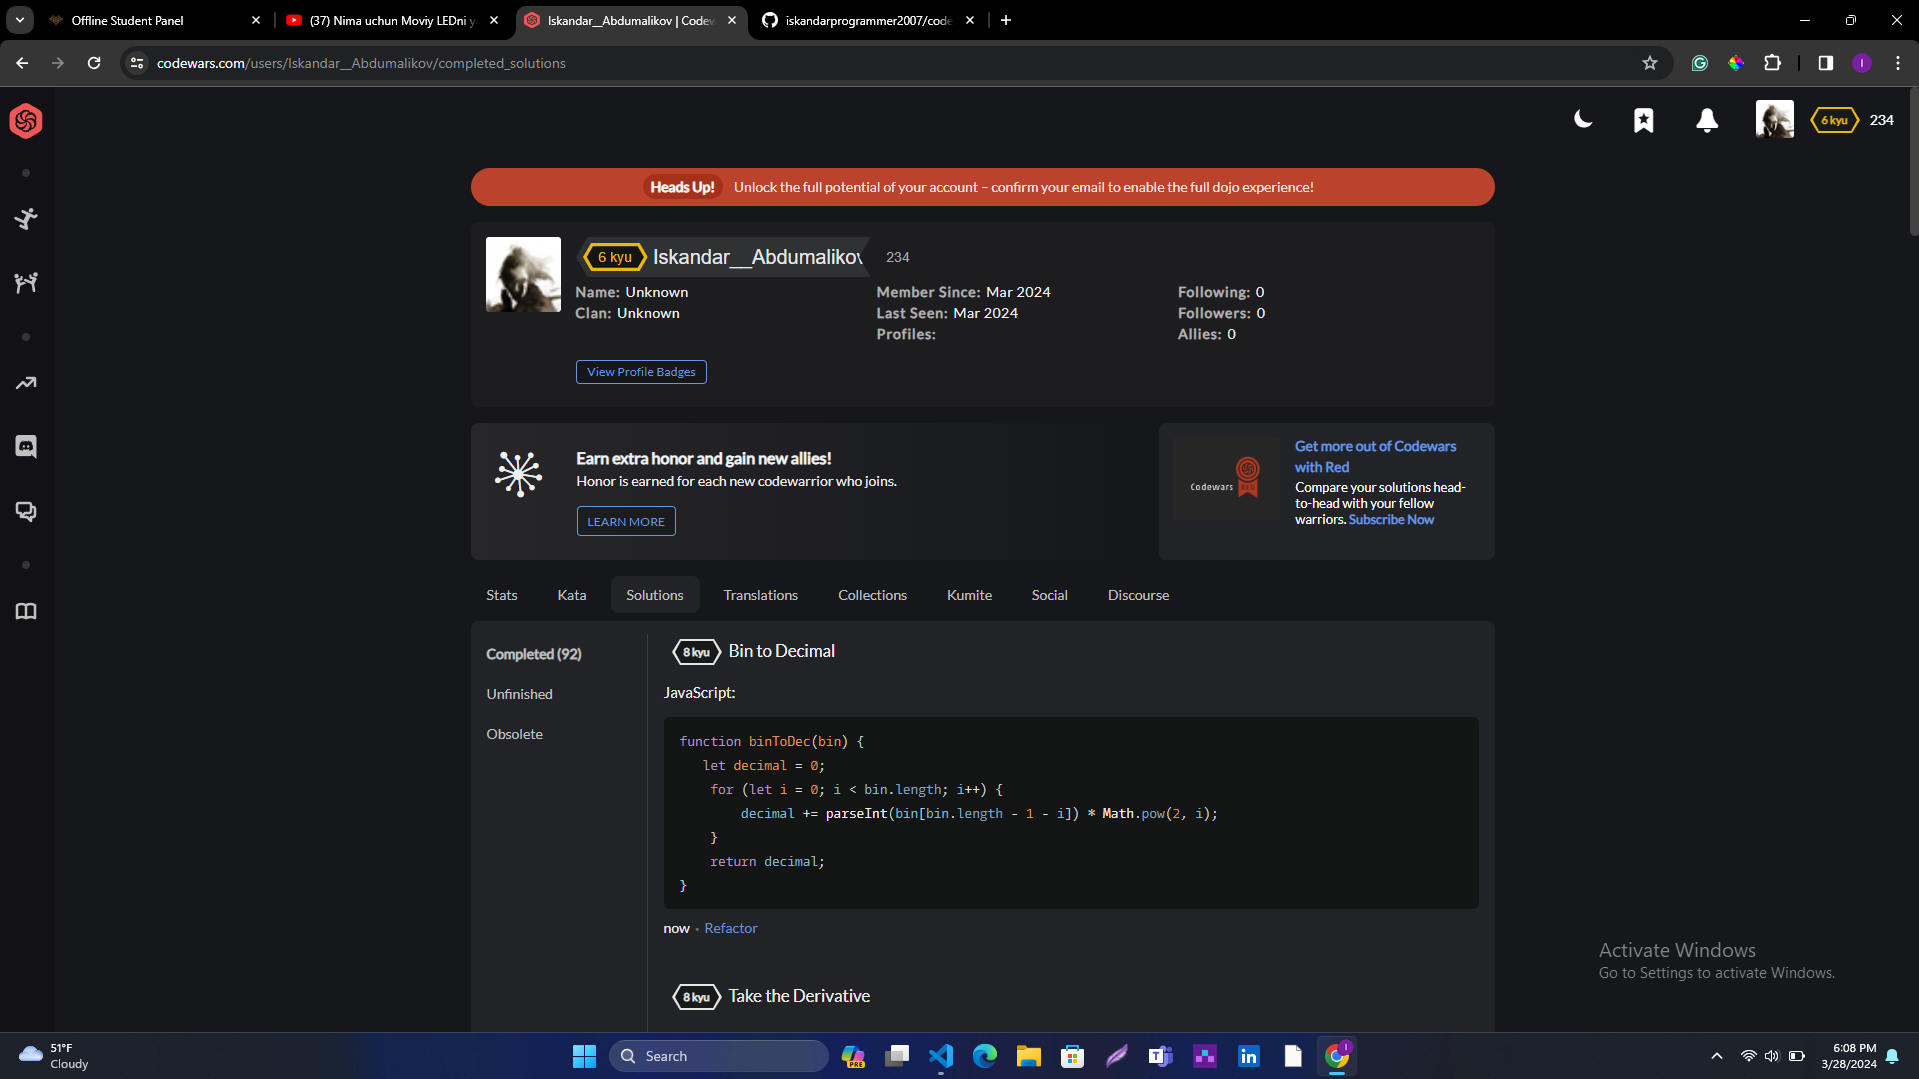 Offline Student Panel
(37) Nima uchun Moviy LEDni y
Iskandar__Abdumalikov | Codew
iskandarprogrammer2007/code
codewars.com/users/Iskandar__Abdumalikov/completed_solutions
I
6 kyu
234
Heads Up! Unlock the full potential of your account – confirm your email to enable the full dojo experience!
6 kyu Iskandar__Abdumalikov 234
Name: Unknown
Clan: Unknown
Member Since: Mar 2024
Last Seen: Mar 2024
Profiles:
Following: 0
Followers: 0
Allies: 0
View Profile Badges
Earn extra honor and gain new allies!
Honor is earned for each new codewarrior who joins.
LEARN MORE
Codewars
RED
Get more out of Codewars
with Red
Compare your solutions head-
to-head with your fellow
warriors. Subscribe Now
Stats Kata Solutions Translations Collections Kumite Social Discourse
Completed (92)
Unfinished
Obsolete
8 kyu Bin to Decimal
JavaScript:
function binToDec(bin) {
let decimal = 0;
for (let i = 0; i < bin.length; i++) {
decimal += parseInt(bin[bin.length - 1 - i]) * Math.pow(2, i);
}
return decimal;
}
now · Refactor
8 kyu Take the Derivative
Activate Windows
Go to Settings to activate Windows.
51°F
Cloudy
Search
PRE
T
in
I
6:08 PM
3/28/2024